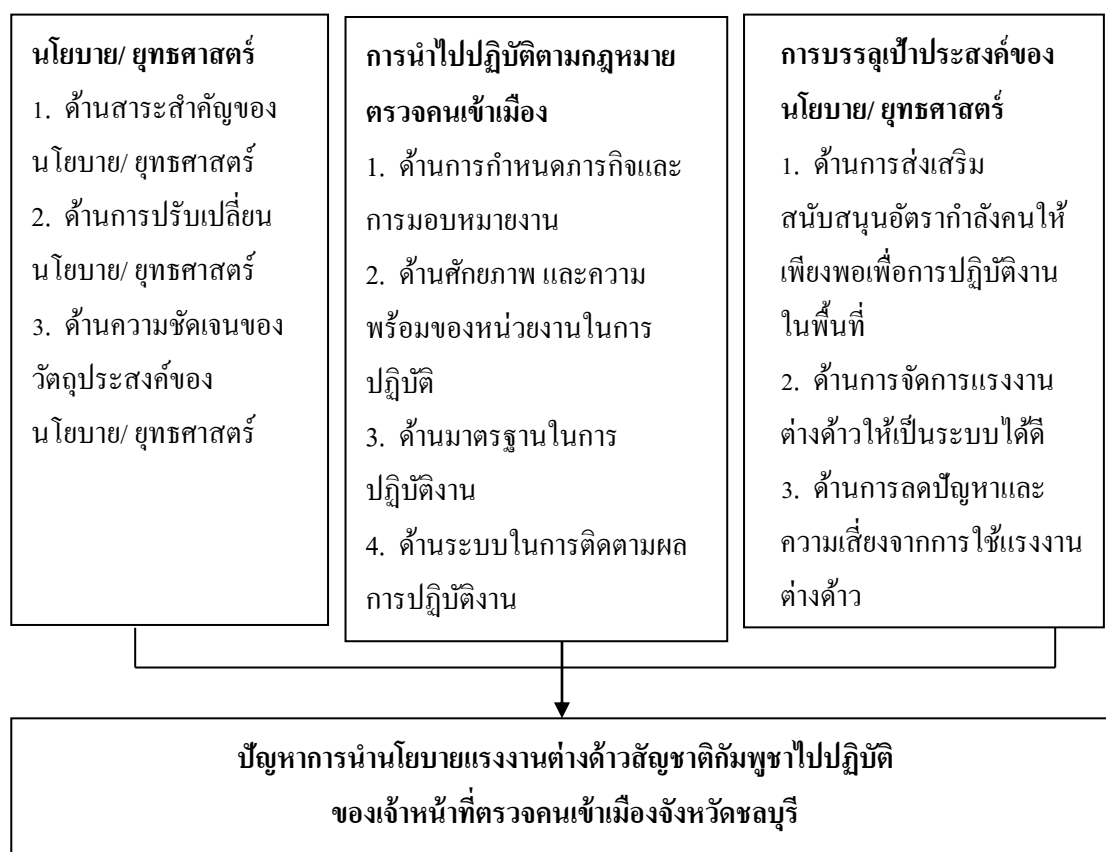 นโยบาย/ ยุทธศาสตร์
1. ด้านสาระสำคัญของ
นโยบาย/ ยุทธศาสตร์
2. ด้านการปรับเปลี่ยน
นโยบาย/ ยุทธศาสตร์
3. ด้านความชัดเจนของ
วัตถุประสงค์ของ
นโยบาย/ ยุทธศาสตร์
การนำไปปฏิบัติตามกฎหมาย
ตรวจคนเข้าเมือง
1. ด้านการกำหนดภารกิจและ
การมอบหมายงาน
2. ด้านศักยภาพ และความ
พร้อมของหน่วยงานในการ
ปฏิบัติ
3. ด้านมาตรฐานในการ
ปฏิบัติงาน
4. ด้านระบบในการติดตามผล
การปฏิบัติงาน
การบรรลุเป้าประสงค์ของ
นโยบาย/ ยุทธศาสตร์
1. ด้านการส่งเสริม
สนับสนุนอัตรากำลังคนให้
เพียงพอเพื่อการปฏิบัติงาน
ในพื้นที่
2. ด้านการจัดการแรงงาน
ต่างด้าวให้เป็นระบบได้ดี
3. ด้านการลดปัญหาและ
ความเสี่ยงจากการใช้แรงงาน
ต่างด้าว
ปัญหาการนำนโยบายแรงงานต่างด้าวสัญชาติกัมพูชาไปปฏิบัติ
ของเจ้าหน้าที่ตรวจคนเข้าเมืองจังหวัดชลบุรี